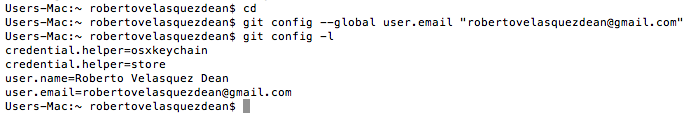 Users-Mac:~ robertovelasquezdean$ cd
Users-Mac:~ robertovelasquezdean$ git config --global user.email "robertovelasquezdean@gmail.com"
Users-Mac:~ robertovelasquezdean$ git config -l
credential.helper=osxkeychain
credential.helper=store
user.name=Roberto Velasquez Dean
user.email=robertovelasquezdean@gmail.com
Users-Mac:~ robertovelasquezdean$